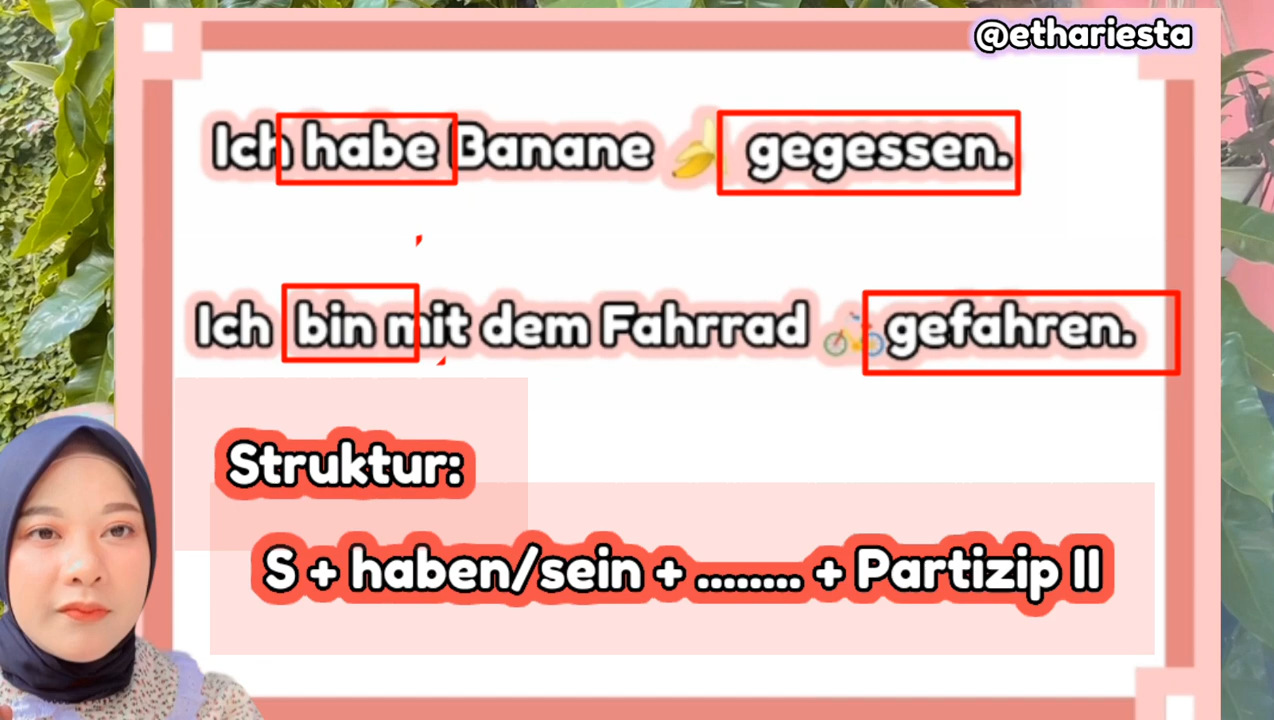 @ethariesta
Ich habe Banane gegessen.
Ich bin mit dem Fahrrad gefahren.
Struktur:
S + haben/sein + ........ + Partizip II